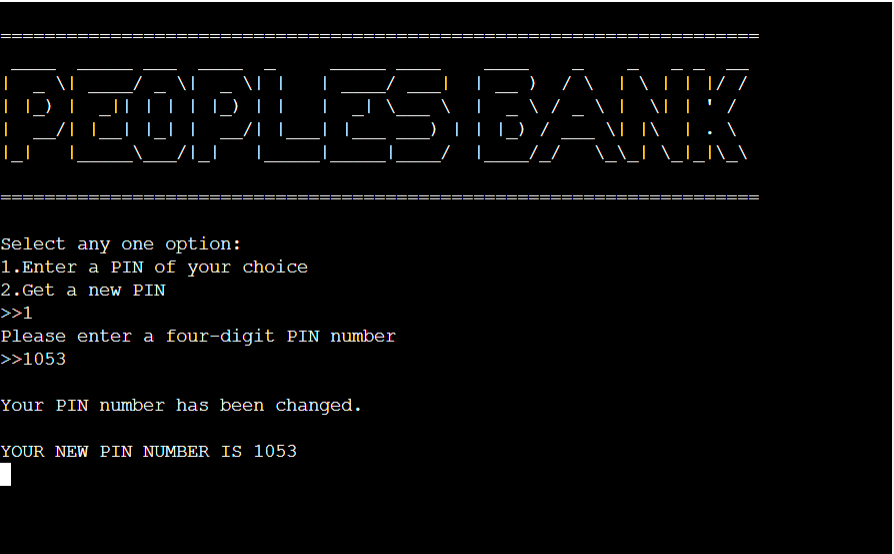 PEOPLES BANK
Select any one option:
1.Enter a PIN of your choice
2.Get a new PIN
>>1
Please enter a four-digit PIN number
>>1053
Your PIN number has been changed.
YOUR NEW PIN NUMBER IS 1053